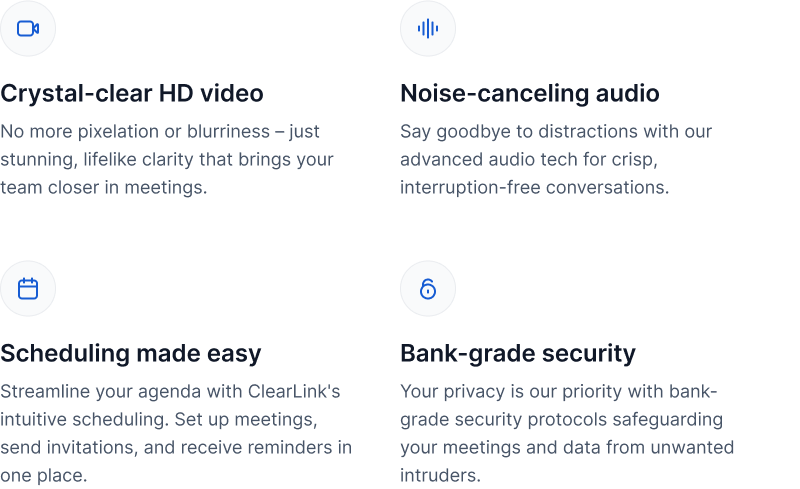 Crystal-clear HD video
No more pixelation or blurriness – just
stunning, lifelike clarity that brings your
team closer in meetings.
Noise-canceling audio
Say goodbye to distractions with our
advanced audio tech for crisp,
interruption-free conversations.
Scheduling made easy
Streamline your agenda with ClearLink's
intuitive scheduling. Set up meetings,
send invitations, and receive reminders in
one place.
Bank-grade security
Your privacy is our priority with bank-
grade security protocols safeguarding
your meetings and data from unwanted
intruders.